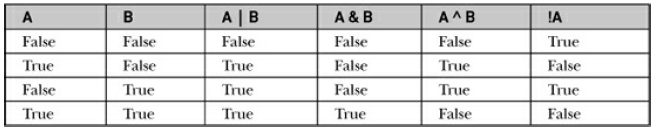 A B A | B A & B A ^ B !A
False False False False False True
True False True False True False
False True True False True True
True True True True False False